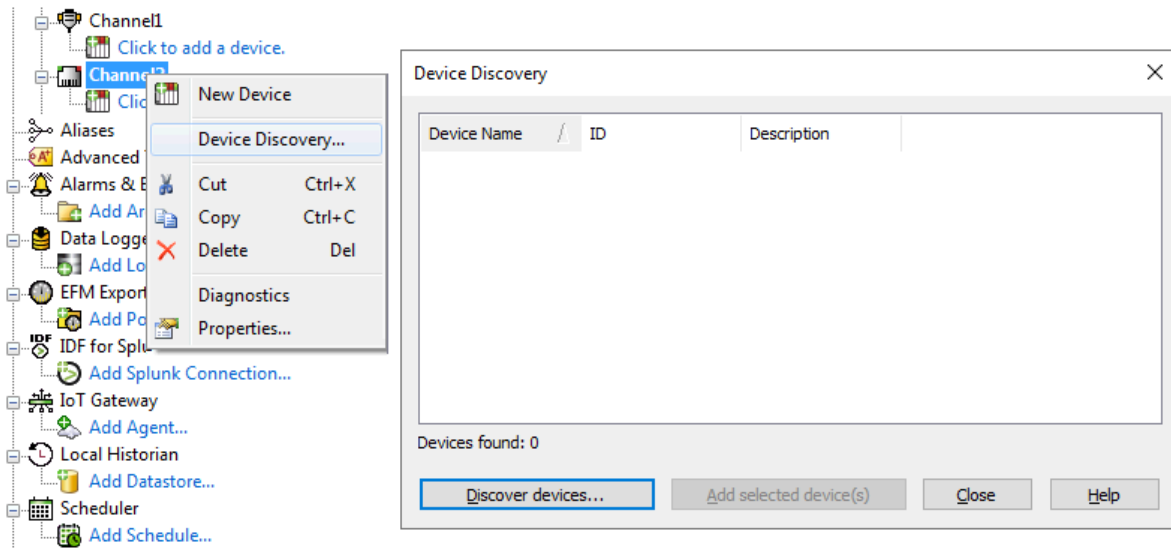 Channel1
Click to add a device.
Channel2
Clic
Aliases
Advanced
Alarms & E
Add Ar
Data Logge
Add Lo
EFM Export
Add Po
IDF for Splu
Add Splunk Connection...
IoT Gateway
Add Agent...
Local Historian
Add Datastore...
Scheduler
Add Schedule...
New Device
Device Discovery...
Cut Ctrl+X
Copy Ctrl+C
Delete Del
Diagnostics
Properties...
Device Discovery
Device Name ID Description
Devices found: 0
Discover devices... Add selected device(s) Close Help